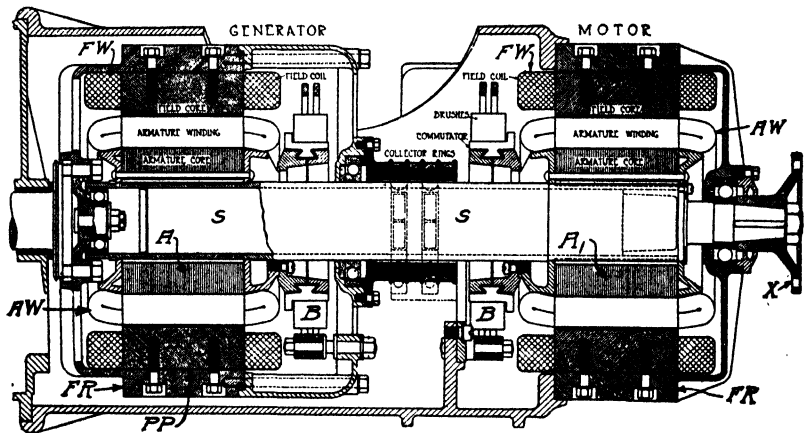 GENERATOR
MOTOR
FW
FW
FIELD COIL
FIELD COIL
FIELD CORE
FIELD CORE
BRUSHES
ARMATURE WINDING
ARMATURE WINDING
AW
COMMUTATOR
ARMATURE CORE
COLLECTOR RINGS
ARMATURE CORE
S
S
A
A1
X
AW
B
B
FR
FR
PP